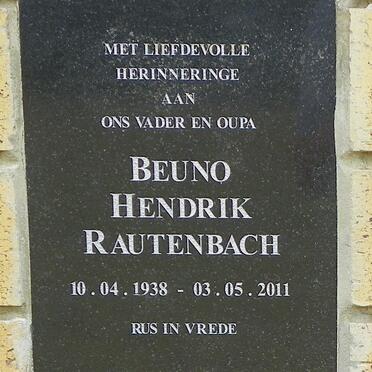 MET LIEFDEVOLLE
HERINNERINGE
AAN
ONS VADER EN OUPA
BEUNO
HENDRIK
RAUTENBACH
10.04.1938 - 03.05.2011
RUS IN VREDE